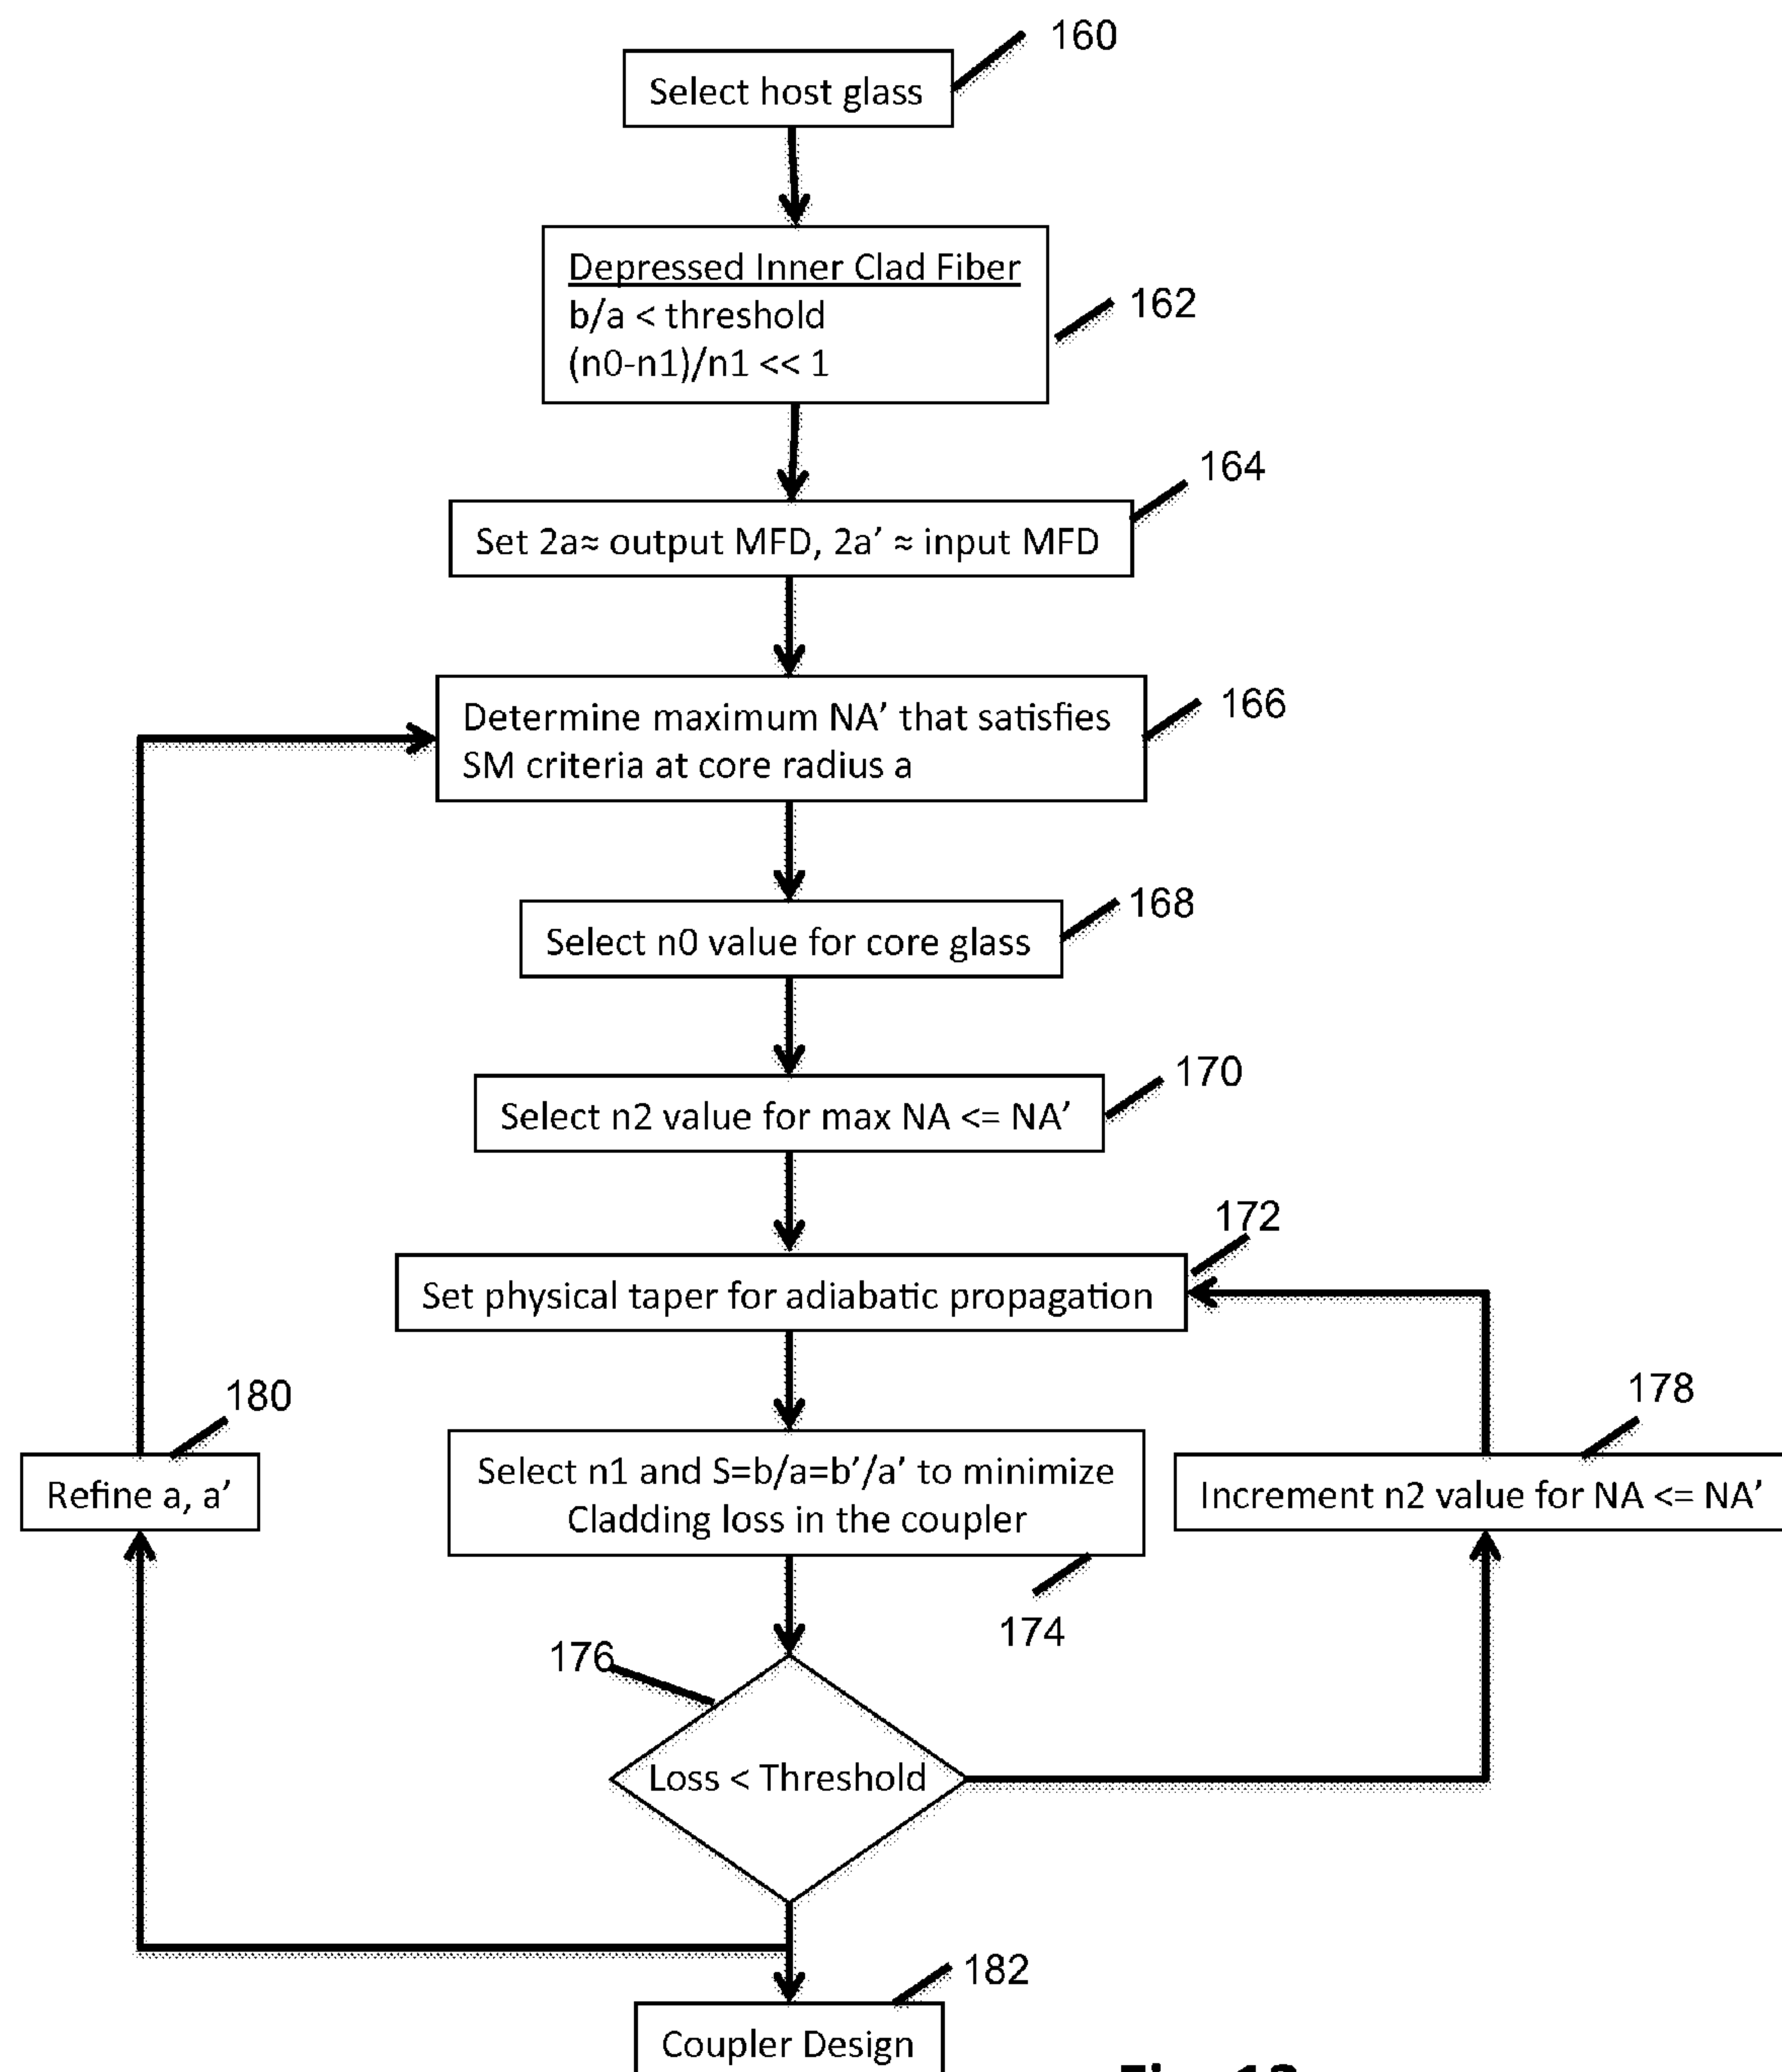 160
Select host glass
Depressed Inner Clad Fiber
b/a < threshold
(n0-n1)/n1 << 1
162
164
Set 2a≈ output MFD, 2a’ ≈ input MFD
Determine maximum NA’ that satisfies
SM criteria at core radius a
166
168
Select n0 value for core glass
170
Select n2 value for max NA <= NA’
172
Set physical taper for adiabatic propagation
180
Refine a, a’
Select n1 and S=b/a=b’/a’ to minimize
Cladding loss in the coupler
174
178
Increment n2 value for NA <= NA’
176
Loss < Threshold
182
Coupler Design